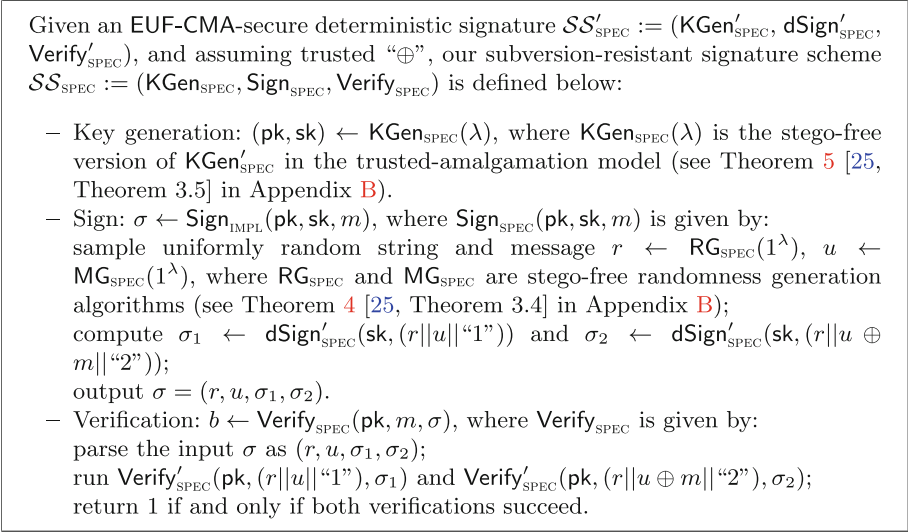 Given an EUF-CMA-secure deterministic signature 𝒮𝒮′SPEC := (KGen′SPEC, dSign′SPEC,
Verify′SPEC), and assuming trusted “⊕”, our subversion-resistant signature scheme
𝒮𝒮SPEC := (KGenSPEC, SignSPEC, VerifySPEC) is defined below:
– Key generation: (pk, sk) ← KGenSPEC(λ), where KGenSPEC(λ) is the stego-free
version of KGen′SPEC in the trusted-amalgamation model (see Theorem 5 [25,
Theorem 3.5] in Appendix B).
– Sign: σ ← SignIMPL(pk, sk, m), where SignSPEC(pk, sk, m) is given by:
sample uniformly random string and message r ← RGSPEC(1^λ), u ←
MGSPEC(1^λ), where RGSPEC and MGSPEC are stego-free randomness generation
algorithms (see Theorem 4 [25, Theorem 3.4] in Appendix B);
compute σ₁ ← dSign′SPEC(sk, (r||u||“1”)) and σ₂ ← dSign′SPEC(sk, (r||u ⊕
m||“2”));
output σ = (r, u, σ₁, σ₂).
– Verification: b ← VerifySPEC(pk, m, σ), where VerifySPEC is given by:
parse the input σ as (r, u, σ₁, σ₂);
run Verify′SPEC(pk, (r||u||“1”), σ₁) and Verify′SPEC(pk, (r||u ⊕ m||“2”), σ₂);
return 1 if and only if both verifications succeed.